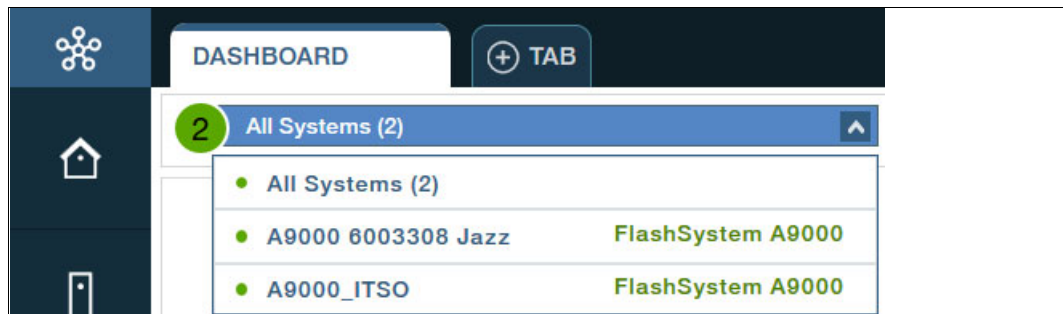 DASHBOARD
TAB
2 All Systems (2)
All Systems (2)
A9000 6003308 Jazz FlashSystem A9000
A9000_ITSO FlashSystem A9000